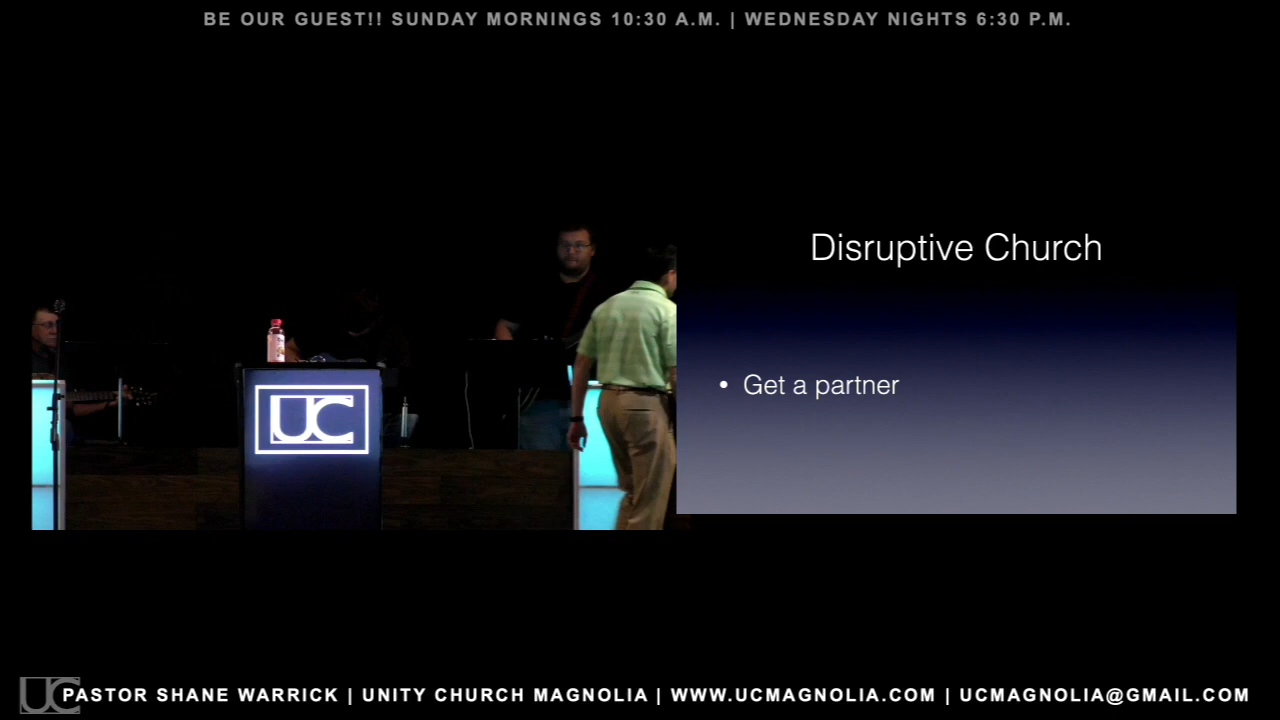 BE OUR GUEST!! SUNDAY MORNINGS 10:30 A.M. | WEDNESDAY NIGHTS 6:30 P.M.
Disruptive Church
• Get a partner
UC
UC
PASTOR SHANE WARRICK | UNITY CHURCH MAGNOLIA | WWW.UCMAGNOLIA.COM | UCMAGNOLIA@GMAIL.COM